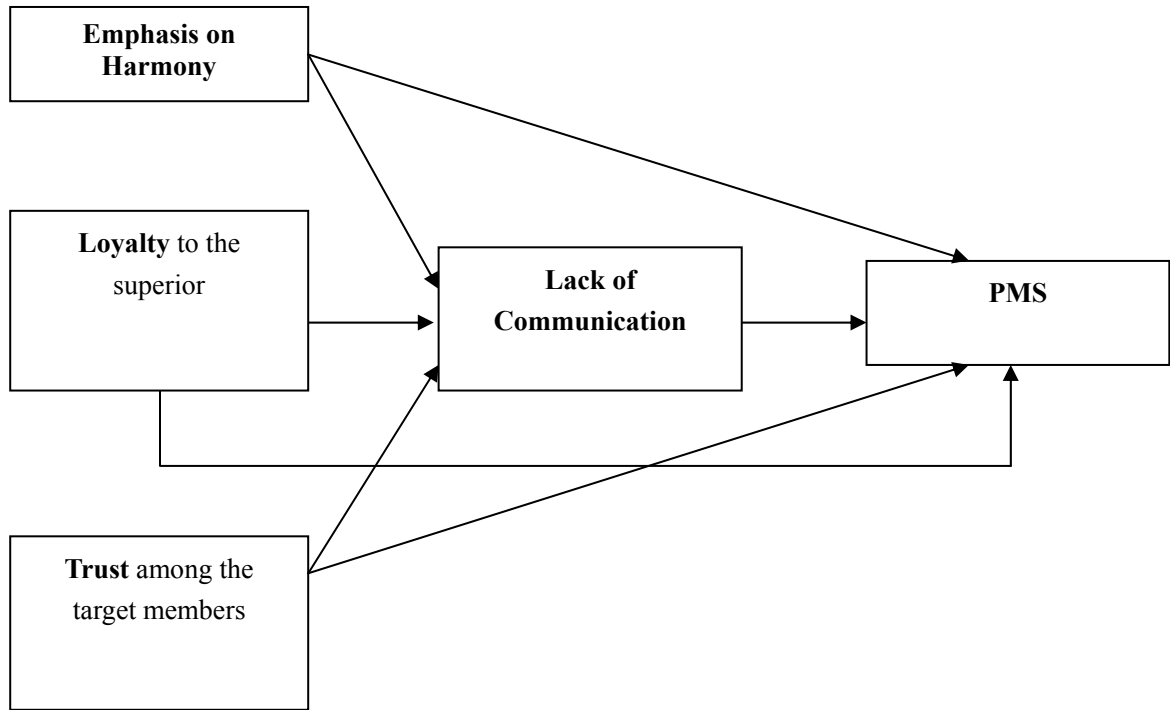 Emphasis on
Harmony
Loyalty to the
superior
Lack of
Communication
PMS
Trust among the
target members